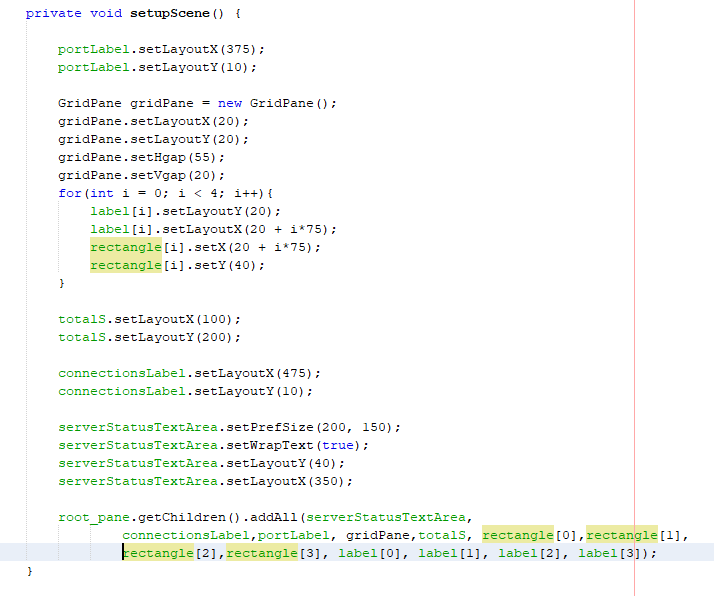 private void setupScene() {
portLabel.setLayoutX(375);
portLabel.setLayoutY(10);
GridPane gridPane = new GridPane();
gridPane.setLayoutX(20);
gridPane.setLayoutY(20);
gridPane.setHgap(55);
gridPane.setVgap(20);
for(int i = 0; i < 4; i++){
label[i].setLayoutY(20);
label[i].setLayoutX(20 + i*75);
rectangle[i].setX(20 + i*75);
rectangle[i].setY(40);
}
totalS.setLayoutX(100);
totalS.setLayoutY(200);
connectionsLabel.setLayoutX(475);
connectionsLabel.setLayoutY(10);
serverStatusTextArea.setPrefSize(200, 150);
serverStatusTextArea.setWrapText(true);
serverStatusTextArea.setLayoutY(40);
serverStatusTextArea.setLayoutX(350);
root_pane.getChildren().addAll(serverStatusTextArea,
connectionsLabel,portLabel, gridPane,totalS, rectangle[0],rectangle[1],
rectangle[2],rectangle[3], label[0], label[1], label[2], label[3]);
}